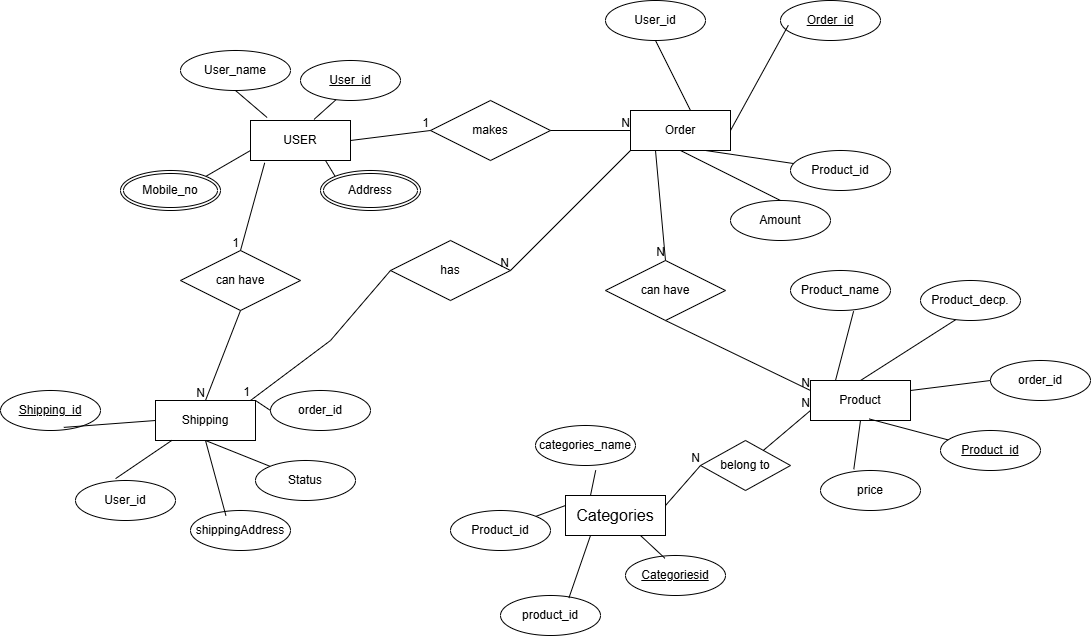 User_id
Order_id
User_name
User_id
1
makes
N
Order
USER
Mobile_no
Address
Product_id
Amount
1
can have
has
N
N
can have
Product_name
Product_decp.
order_id
N
N
Product
N
1
Shipping_id
Shipping
order_id
Status
User_id
shippingAddress
categories_name
N
belong to
Product_id
price
Categories
Product_id
Categoriesid
product_id